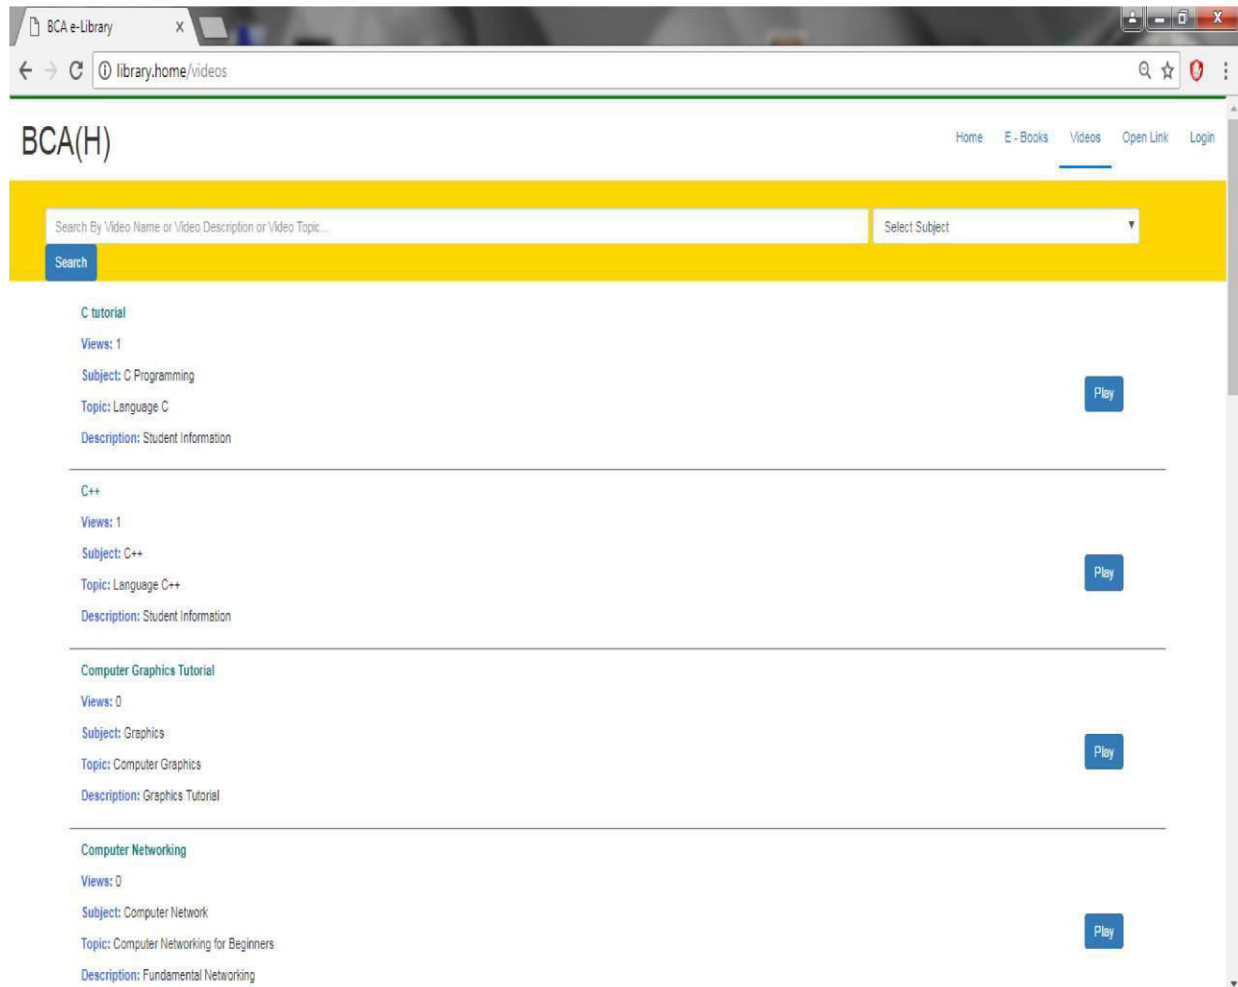 BCA e-Library
library.home/videos
BCA(H)
Home E - Books Videos Open Link Login
Search By Video Name or Video Description or Video Topic...
Select Subject
Search
C tutorial
Views: 1
Subject: C Programming
Topic: Language C
Description: Student Information
Play
C++
Views: 1
Subject: C++
Topic: Language C++
Description: Student Information
Play
Computer Graphics Tutorial
Views: 0
Subject: Graphics
Topic: Computer Graphics
Description: Graphics Tutorial
Play
Computer Networking
Views: 0
Subject: Computer Network
Topic: Computer Networking for Beginners
Description: Fundamental Networking
Play